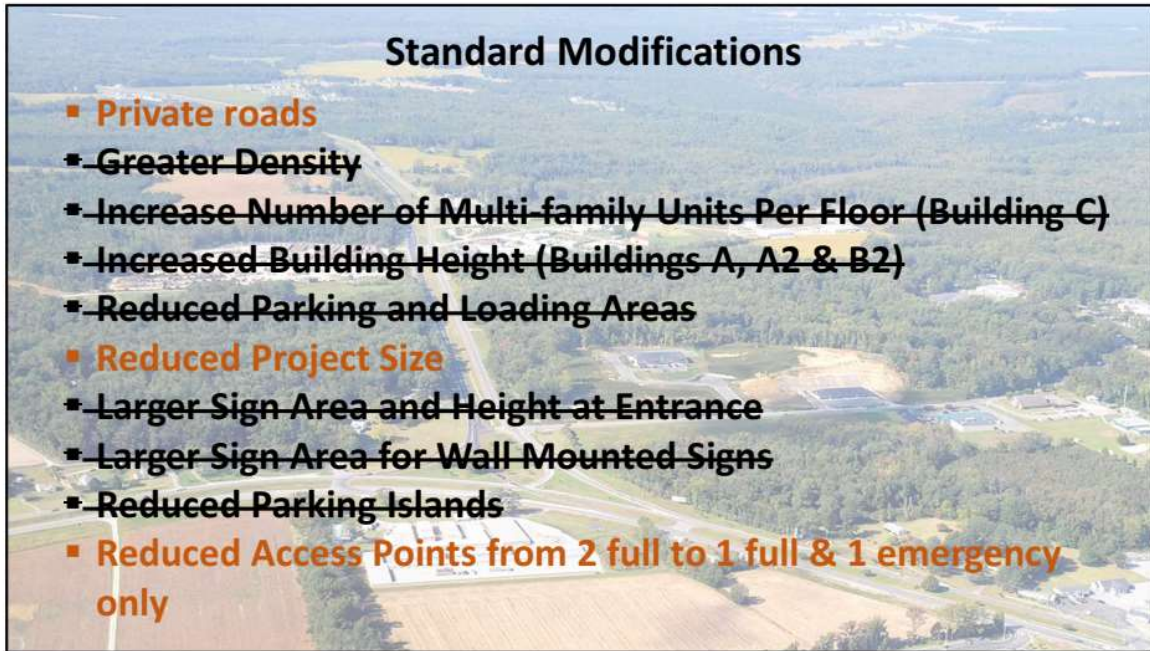 Standard Modifications
▪ Private roads
▪ Greater Density
▪ Increase Number of Multi-family Units Per Floor (Building C)
▪ Increased Building Height (Buildings A, A2 & B2)
▪ Reduced Parking and Loading Areas
▪ Reduced Project Size
▪ Larger Sign Area and Height at Entrance
▪ Larger Sign Area for Wall Mounted Signs
▪ Reduced Parking Islands
▪ Reduced Access Points from 2 full to 1 full & 1 emergency
only